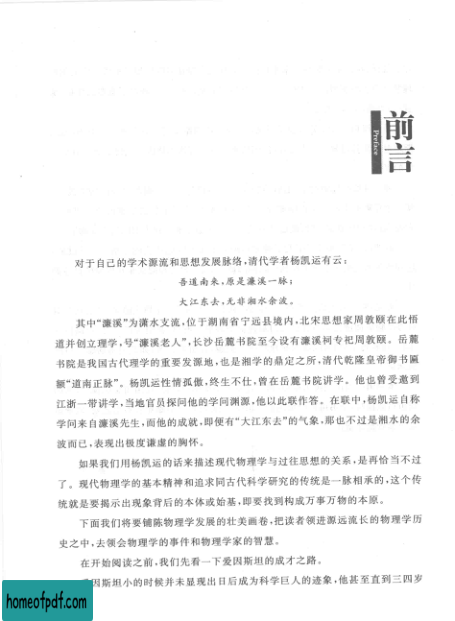 前言
Preface
对于自己的学术源流和思想发展脉络,清代学者杨凯运有云:
吾道南来,原是濂溪一脉;
大江东去,无非湘水余波。
其中“濂溪”为潇水支流,位于湖南省宁远县境内,北宋思想家周敦颐在此悟
道并创立理学,号“濂溪老人”,长沙岳麓书院至今设有濂溪祠专祀周敦颐。岳麓
书院是我国古代理学的重要发源地,也是湘学的鼎定之所,清代乾隆皇帝御书匾
额“道南正脉”。杨凯运性情孤傲,终生不仕,曾在岳麓书院讲学。他也曾受邀到
江浙一带讲学,当地官员探问他的学问渊源,他以此联作答。在联中,杨凯运自称
学问来自濂溪先生,而他的成就,即便有“大江东去”的气象,那也不过是湘水的余
波而已,表现出极度谦虚的胸怀。
如果我们用杨凯运的话来描述现代物理学与过往思想的关系,是再恰当不过
了。现代物理学的基本精神和追求同古代科学研究的传统是一脉相承的,这个传
统就是要揭示出现象背后的本体或始基,即要找到构成万事万物的本原。
下面我们将要铺陈物理学发展的壮美画卷,把读者领进源远流长的物理学历
史之中,去领会物理学的事件和物理学家的智慧。
在开始阅读之前,我们先看一下爱因斯坦的成才之路。
因斯坦小的时候并未显现出日后成为科学巨人的迹象,他甚至直到三四岁
homeofpdf.com